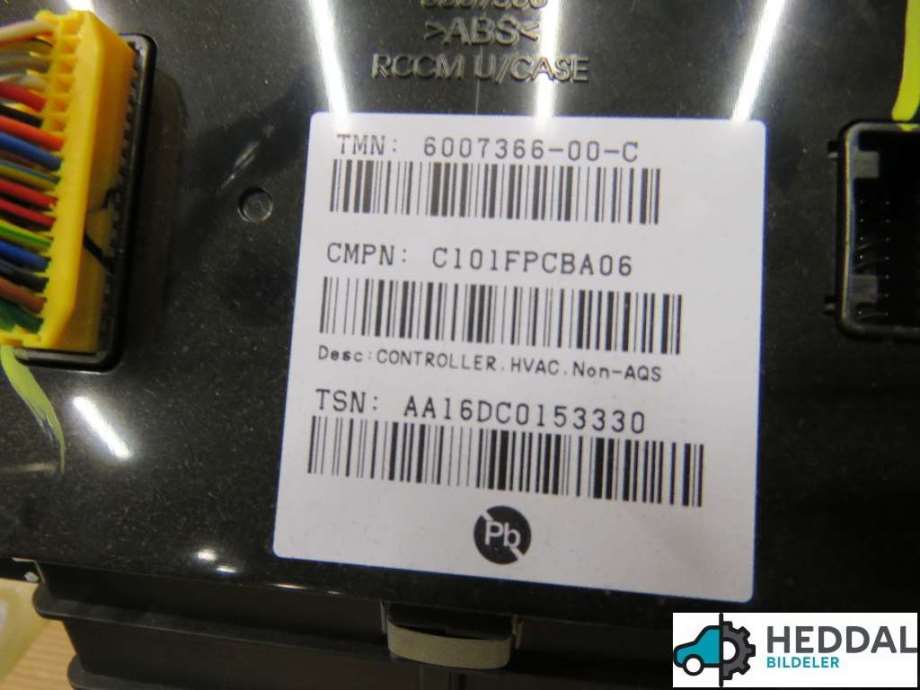 >ABS<
RCCM U/CASE
TMN: 6007366-00-C
CMPN: C101FPCBA06
Desc:CONTROLLER.HVAC.Non-AQS
TSN: AA16DC0153330
Pb
HEDDAL
BILDELER